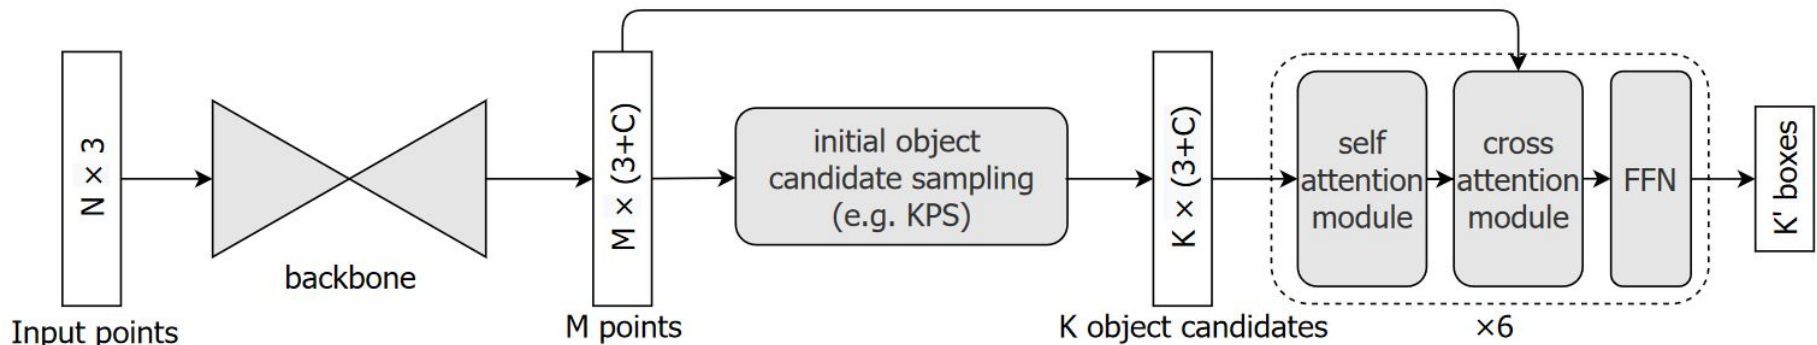 N × 3
Input points
backbone
M × (3+C)
M points
initial object
candidate sampling
(e.g. KPS)
K × (3+C)
K object candidates
self
attention
module
cross
attention
module
FFN
×6
K' boxes